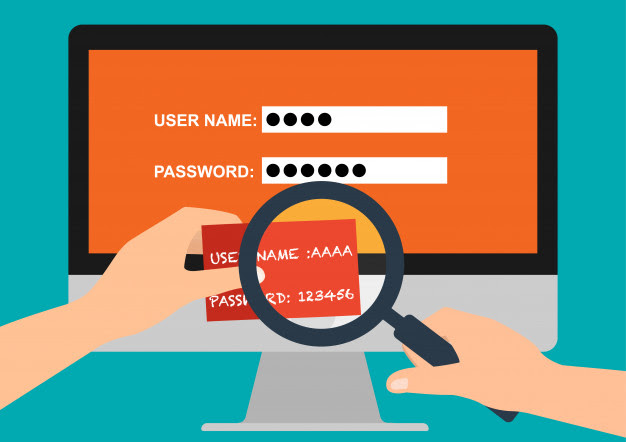 USER NAME: ●●●●
PASSWORD: ●●●●●●
USER NAME :AAAA
PASSWORD: 123456